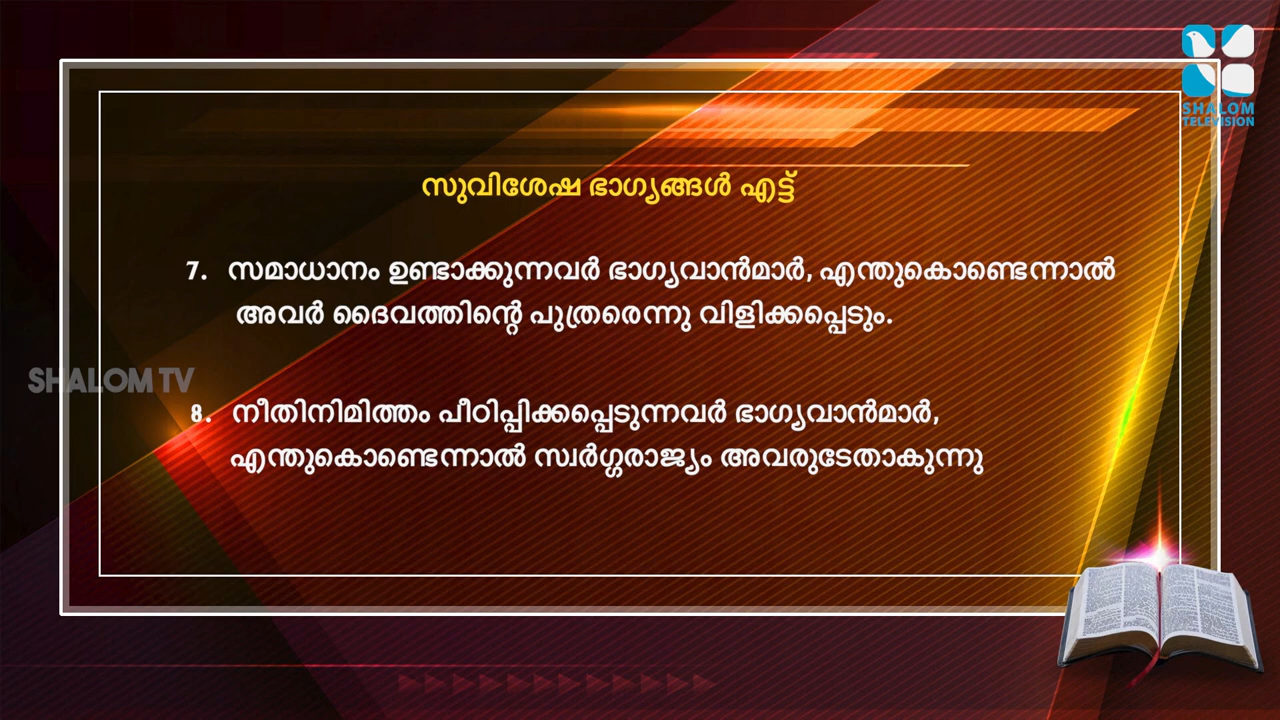 SHALOM
TELEVISION
സുവിശേഷ ഭാഗ്യങ്ങൾ എട്ട്
7. സമാധാനം ഉണ്ടാക്കുന്നവർ ഭാഗ്യവാൻമാർ, എന്തുകൊണ്ടെന്നാൽ
അവർ ദൈവത്തിന്റെ പുത്രരെന്നു വിളിക്കപ്പെടും.
SHALOM TV
8. നീതിനിമിത്തം പീഠിപ്പിക്കപ്പെടുന്നവർ ഭാഗ്യവാൻമാർ,
എന്തുകൊണ്ടെന്നാൽ സ്വർഗ്ഗരാജ്യം അവരുടേതാകുന്നു